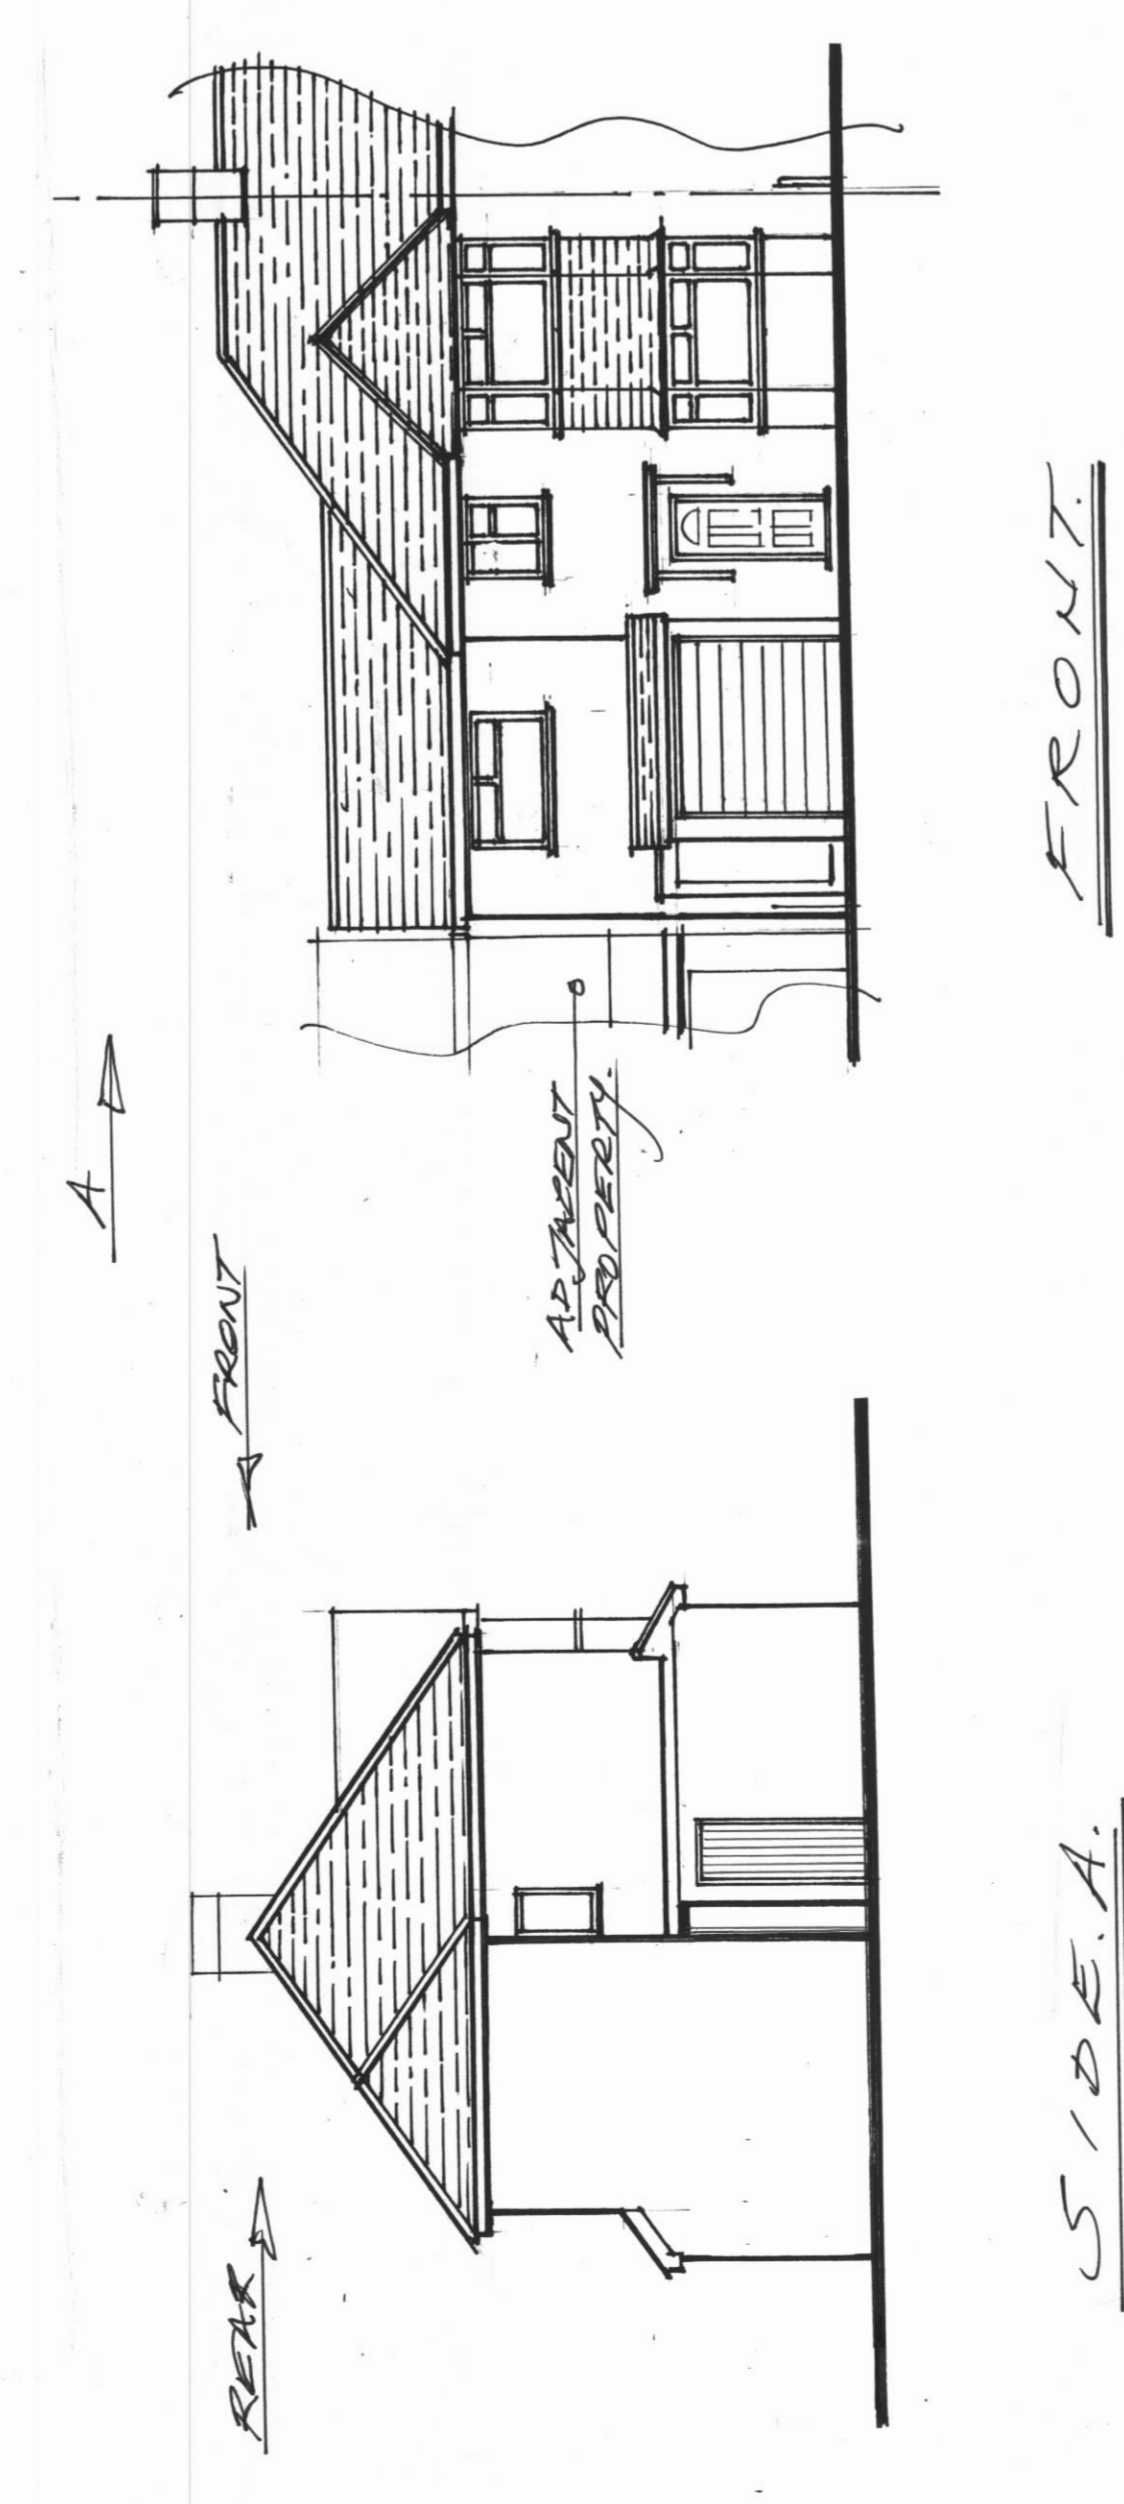 REAR
FRONT
A
ADJACENT
PROPERTY.
SIDE. A.
FRONT.